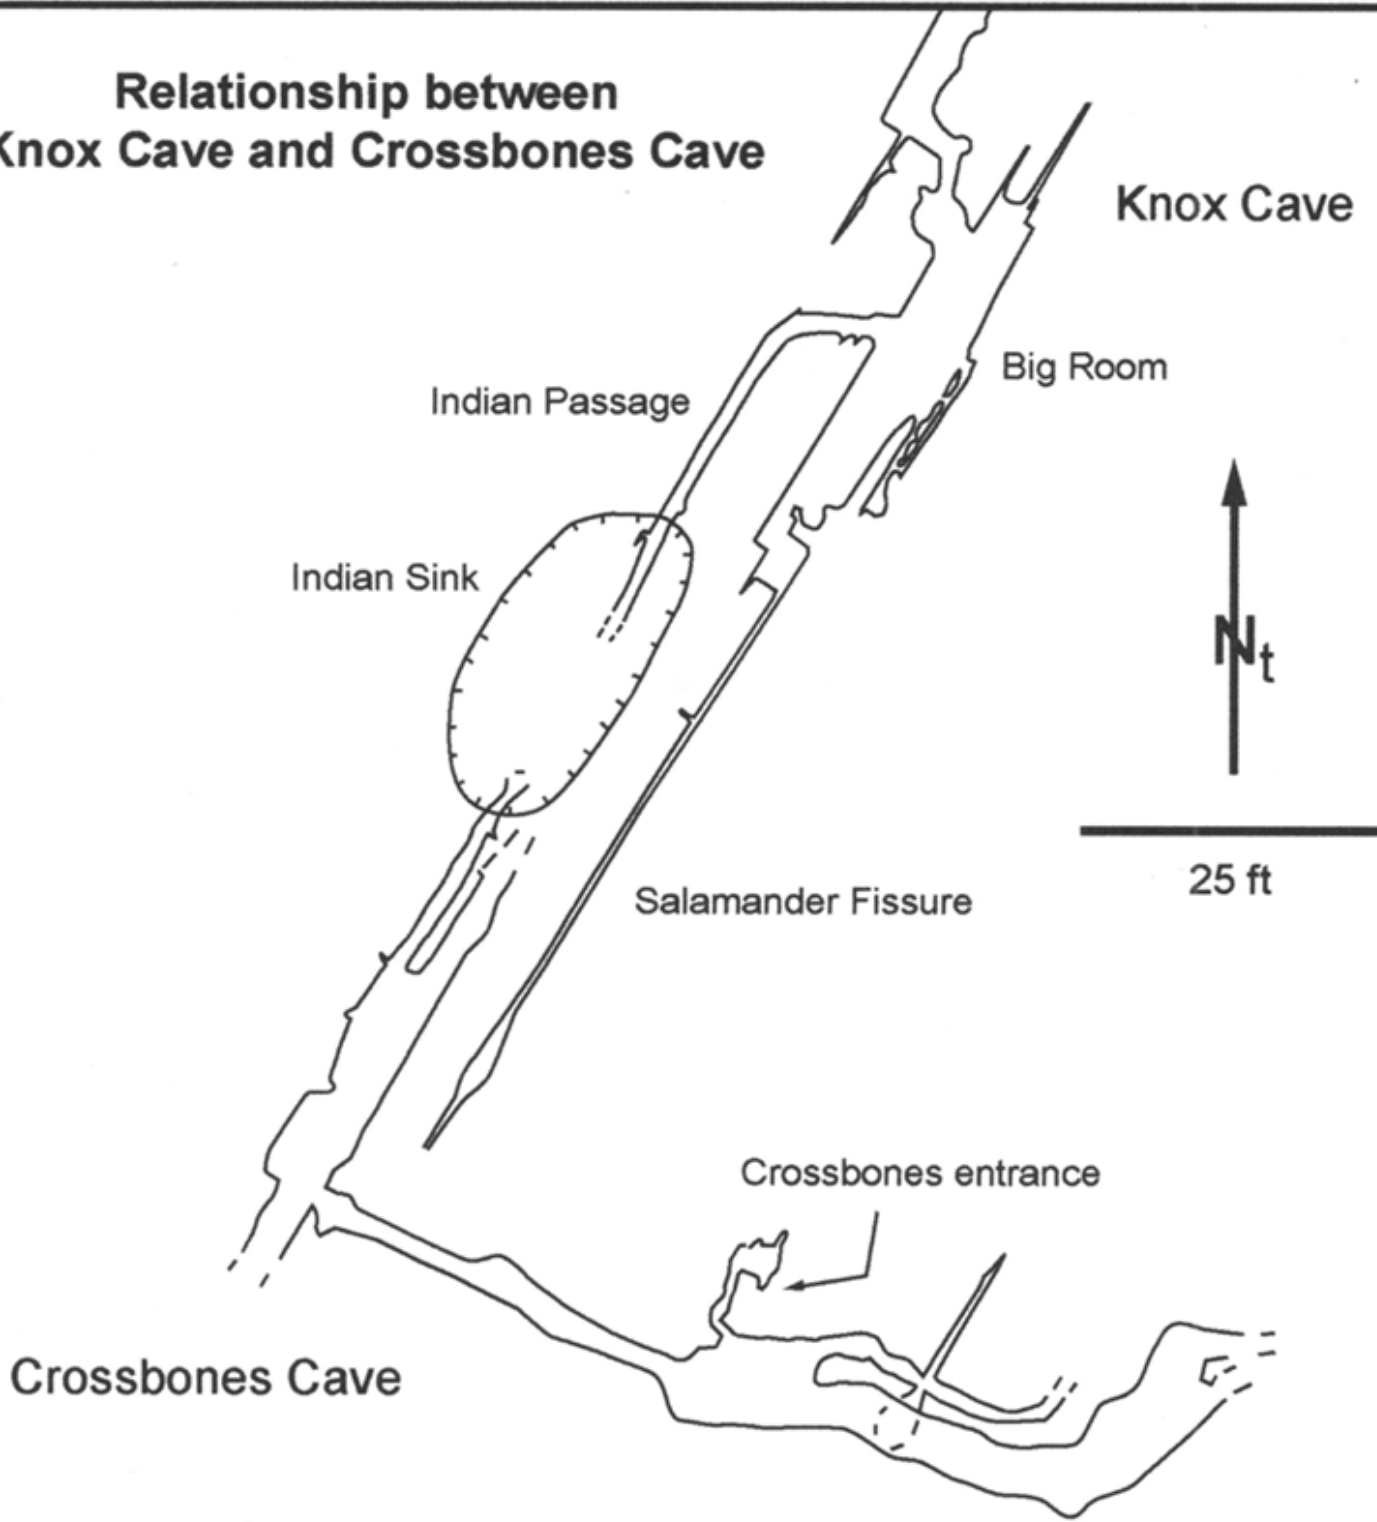 Relationship between
Knox Cave and Crossbones Cave
Knox Cave
Big Room
Indian Passage
Indian Sink
Nt
25 ft
Salamander Fissure
Crossbones entrance
Crossbones Cave